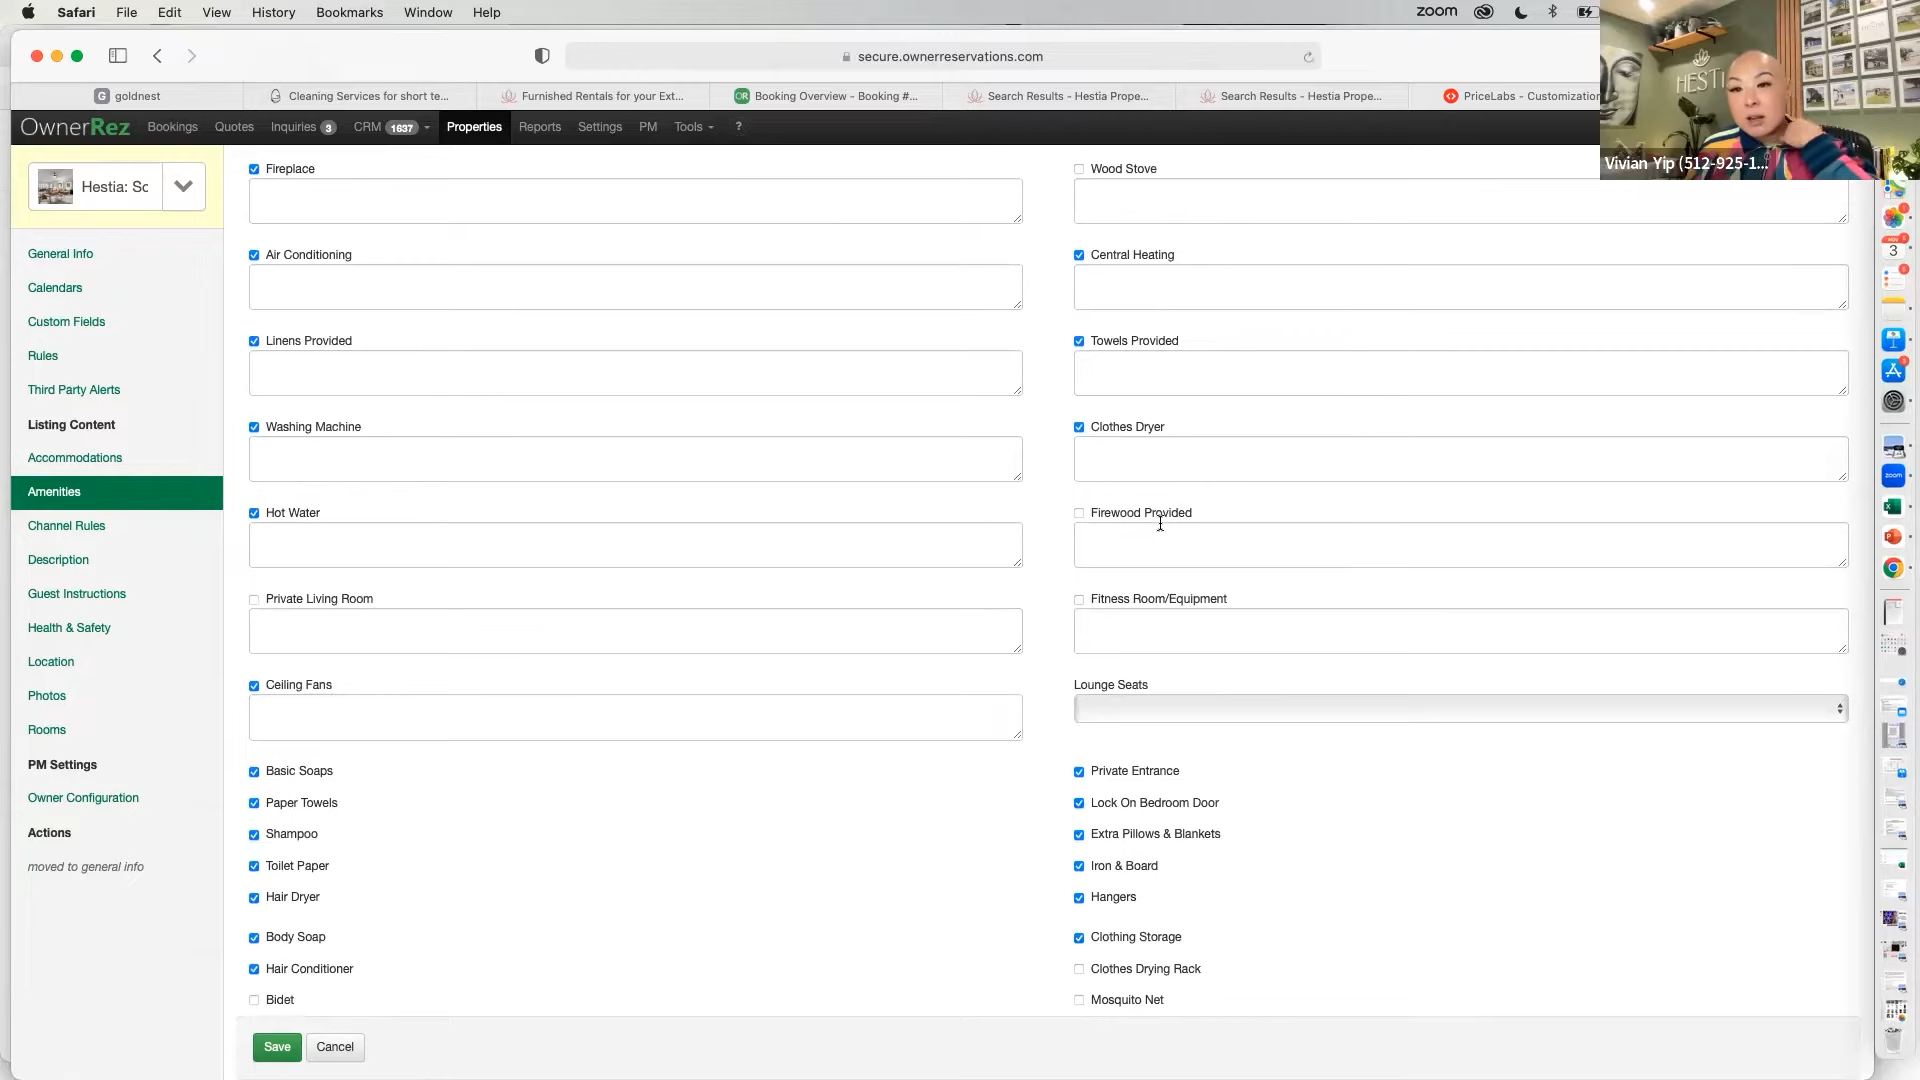 Safari File Edit View History Bookmarks Window Help zoom
secure.ownerreservations.com
G goldnest
Cleaning Services for short te...
Furnished Rentals for your Ext...
OR Booking Overview - Booking #...
Search Results - Hestia Prope...
Search Results - Hestia Prope...
PriceLabs - Customization
HESTI
Vivian Yip (512-925-1...
OwnerRez Bookings Quotes Inquiries 3 CRM 1637 Properties Reports Settings PM Tools ?
Hestia: Sc
General Info
Calendars
Custom Fields
Rules
Third Party Alerts
Listing Content
Accommodations
Amenities
Channel Rules
Description
Guest Instructions
Health & Safety
Location
Photos
Rooms
PM Settings
Owner Configuration
Actions
moved to general info
Fireplace
Wood Stove
Air Conditioning
Central Heating
Linens Provided
Towels Provided
Washing Machine
Clothes Dryer
Hot Water
Firewood Provided
Private Living Room
Fitness Room/Equipment
Ceiling Fans
Lounge Seats
Basic Soaps
Private Entrance
Paper Towels
Lock On Bedroom Door
Shampoo
Extra Pillows & Blankets
Toilet Paper
Iron & Board
Hair Dryer
Hangers
Body Soap
Clothing Storage
Hair Conditioner
Clothes Drying Rack
Bidet
Mosquito Net
Save Cancel
3
zoom